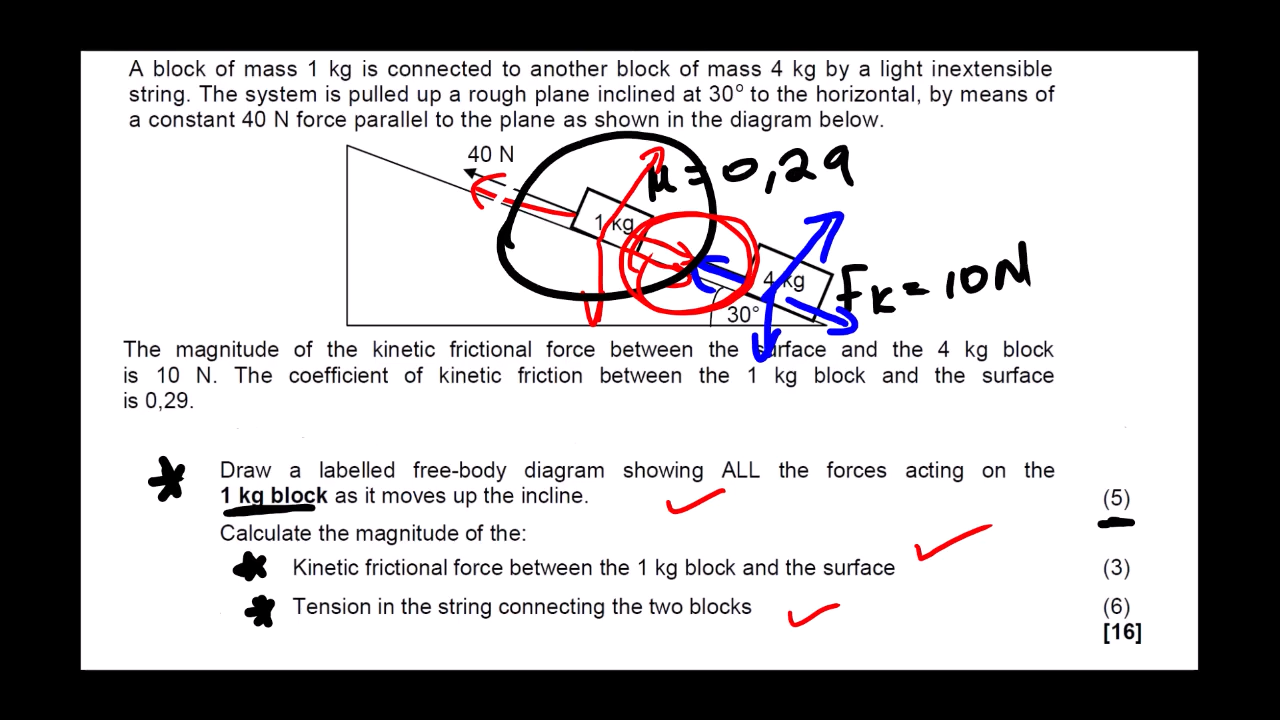 A block of mass 1 kg is connected to another block of mass 4 kg by a light inextensible
string. The system is pulled up a rough plane inclined at 30° to the horizontal, by means of
a constant 40 N force parallel to the plane as shown in the diagram below.
40 N
μ = 0,29
1 kg
4 kg
Fk = 10N
30°
The magnitude of the kinetic frictional force between the surface and the 4 kg block
is 10 N. The coefficient of kinetic friction between the 1 kg block and the surface
is 0,29.
Draw a labelled free-body diagram showing ALL the forces acting on the
1 kg block as it moves up the incline. (5)
Calculate the magnitude of the:
Kinetic frictional force between the 1 kg block and the surface (3)
Tension in the string connecting the two blocks (6)
[16]